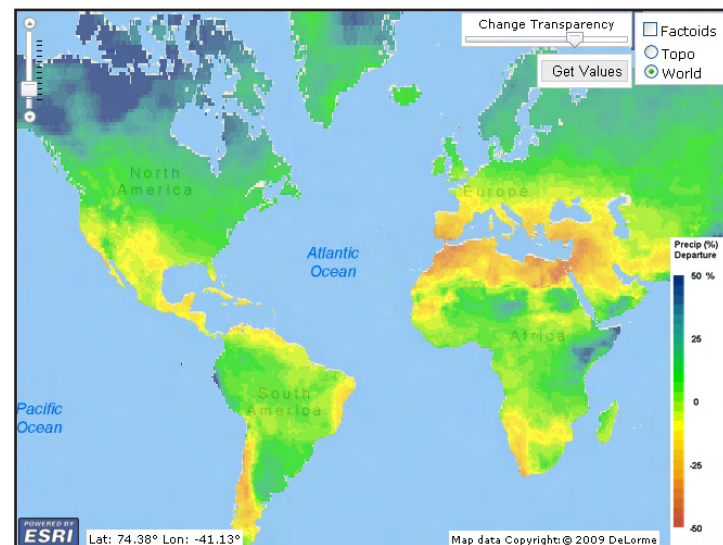 Change Transparency
Factoids
Topo
World
Get Values
North
America
Europe
Atlantic
Ocean
Precip (%)
Departure
50 %
25
0
-25
-50
Africa
South
America
Pacific
Ocean
POWERED BY
ESRI
Lat: 74.38° Lon: -41.13°
Map data Copyright:© 2009 DeLorme